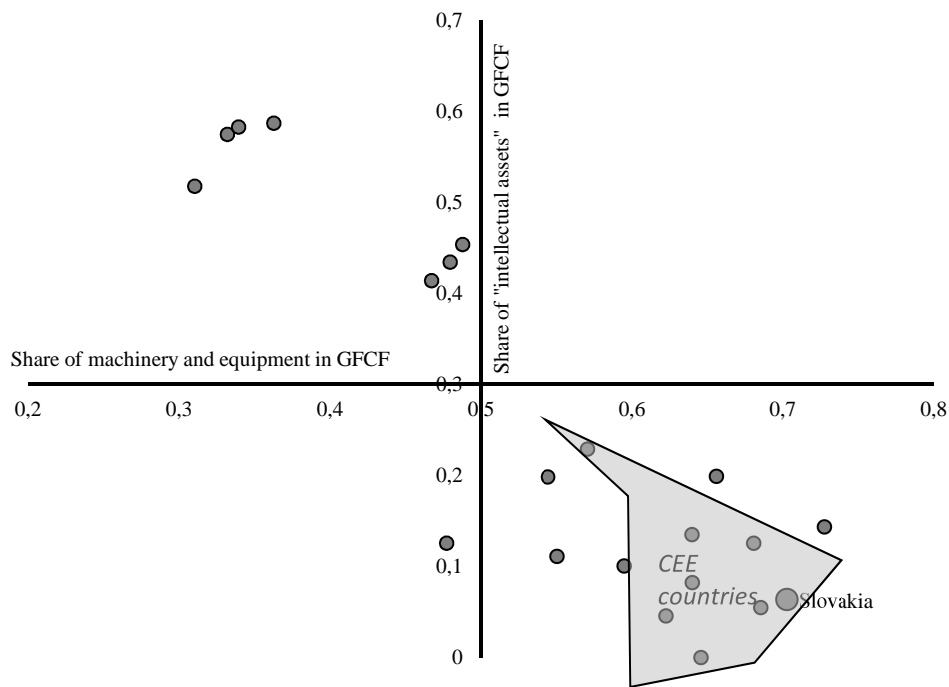 0,7
0,6
0,5
0,4
Share of "intellectual assets" in GFCF
Share of machinery and equipment in GFCF
0,3
0,2 0,3 0,4 0,5 0,6 0,7 0,8
0,2
0,1
CEE
countries
Slovakia
0